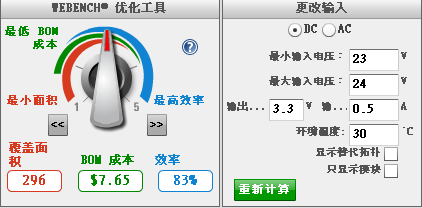 WEBENCH® 优化工具
最低 BOM
成本
最小面积
最高效率
1
5
<<
>>
覆盖面
积
BOM 成本
效率
296
$7.65
83%
更改输入
DC AC
最小输入电压: 23 V
最大输入电压: 24 V
输出... 3.3 V 输... 0.5 A
环境温度: 30 °C
显示替代拓扑
只显示模块
重新计算